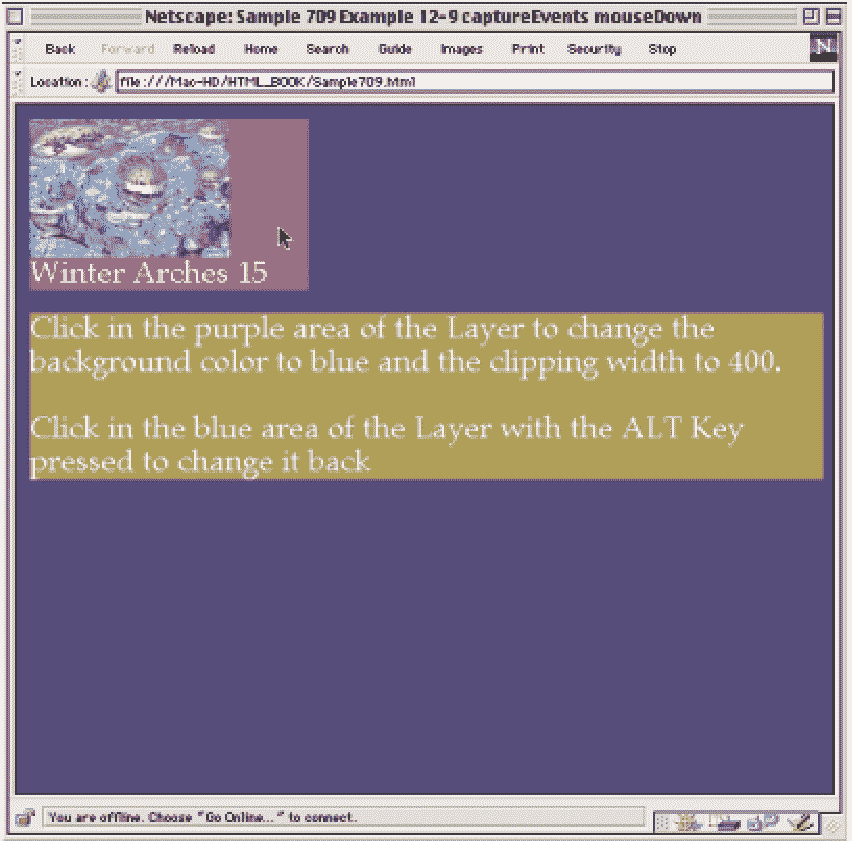 Netscape: Sample 709 Example 12-9 captureEvents mouseDown
Back Forward Reload Home Search Guide Images Print Security Stop
N
Location: file:///Mac-HD/HTML_BOOK/Sample709.html
Winter Arches 15
Click in the purple area of the Layer to change the
background color to blue and the clipping width to 400.
Click in the blue area of the Layer with the ALT Key
pressed to change it back
You are offline. Choose "Go Online..." to connect.